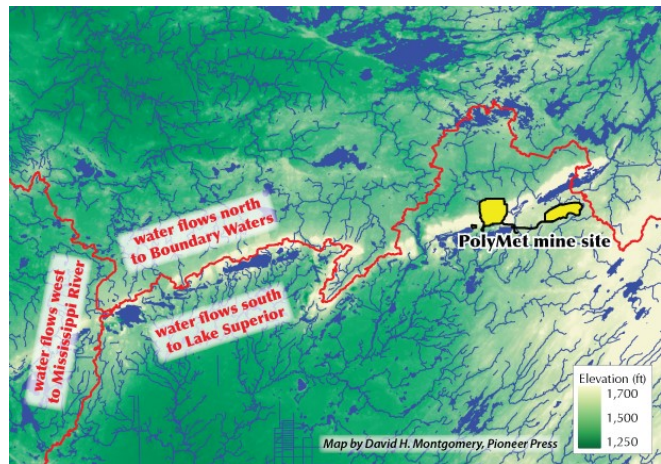 water flows north
to Boundary Waters
PolyMet mine site
water flows west
to Mississippi River
water flows south
to Lake Superior
Elevation (ft)
1,700
1,500
1,250
Map by David H. Montgomery, Pioneer Press